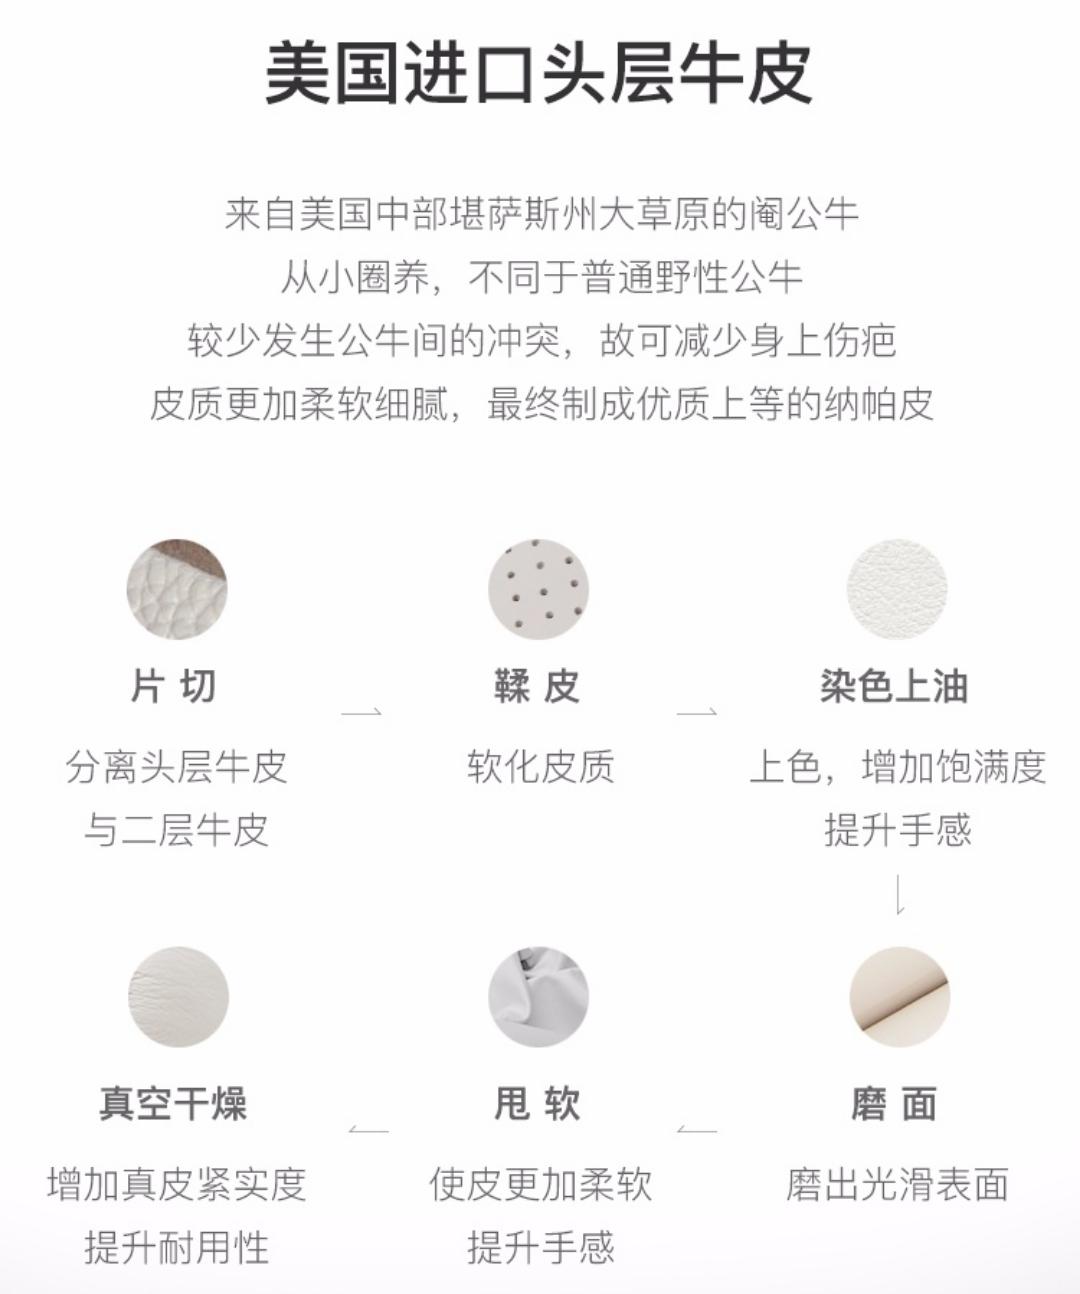 美国进口头层牛皮
来自美国中部堪萨斯州大草原的阉公牛
从小圈养，不同于普通野性公牛
较少发生公牛间的冲突，故可减少身上伤疤
皮质更加柔软细腻，最终制成优质上等的纳帕皮
片 切
分离头层牛皮
与二层牛皮
鞣 皮
软化皮质
染色上油
上色，增加饱满度
提升手感
磨 面
磨出光滑表面
甩 软
使皮更加柔软
提升手感
真空干燥
增加真皮紧实度
提升耐用性